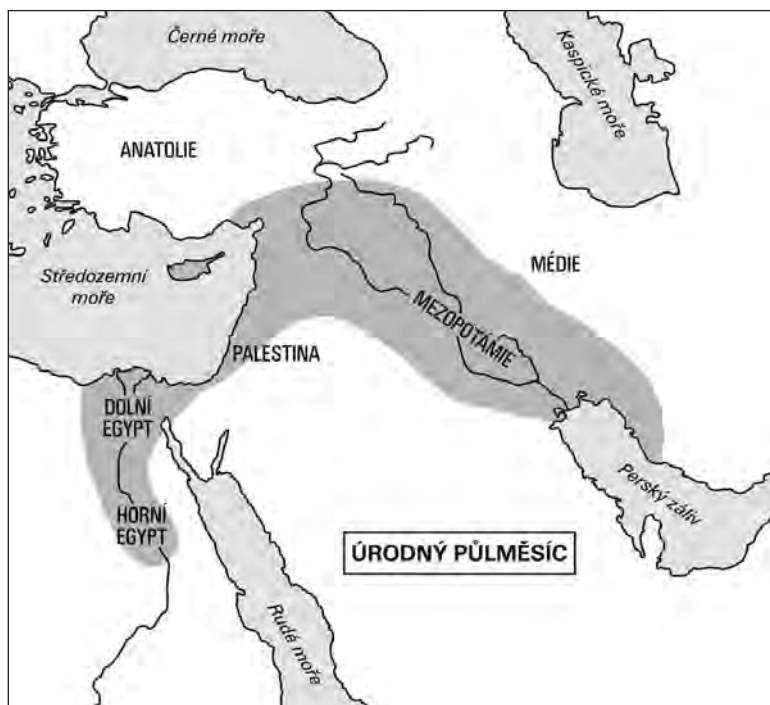 Černé moře
Kaspické moře
ANATOLIE
MÉDIE
Středozemní
moře
MEZOPOTÁMIE
PALESTINA
DOLNÍ
EGYPT
HORNÍ
EGYPT
Perský záliv
ÚRODNÝ PŮLMĚSÍC
Rudé moře